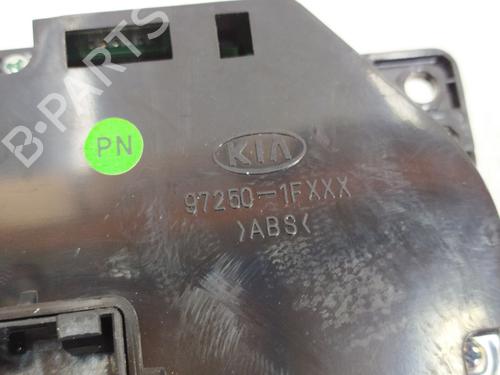 B-PARTS
PN
KIA
97250-1FXXX
>ABS<